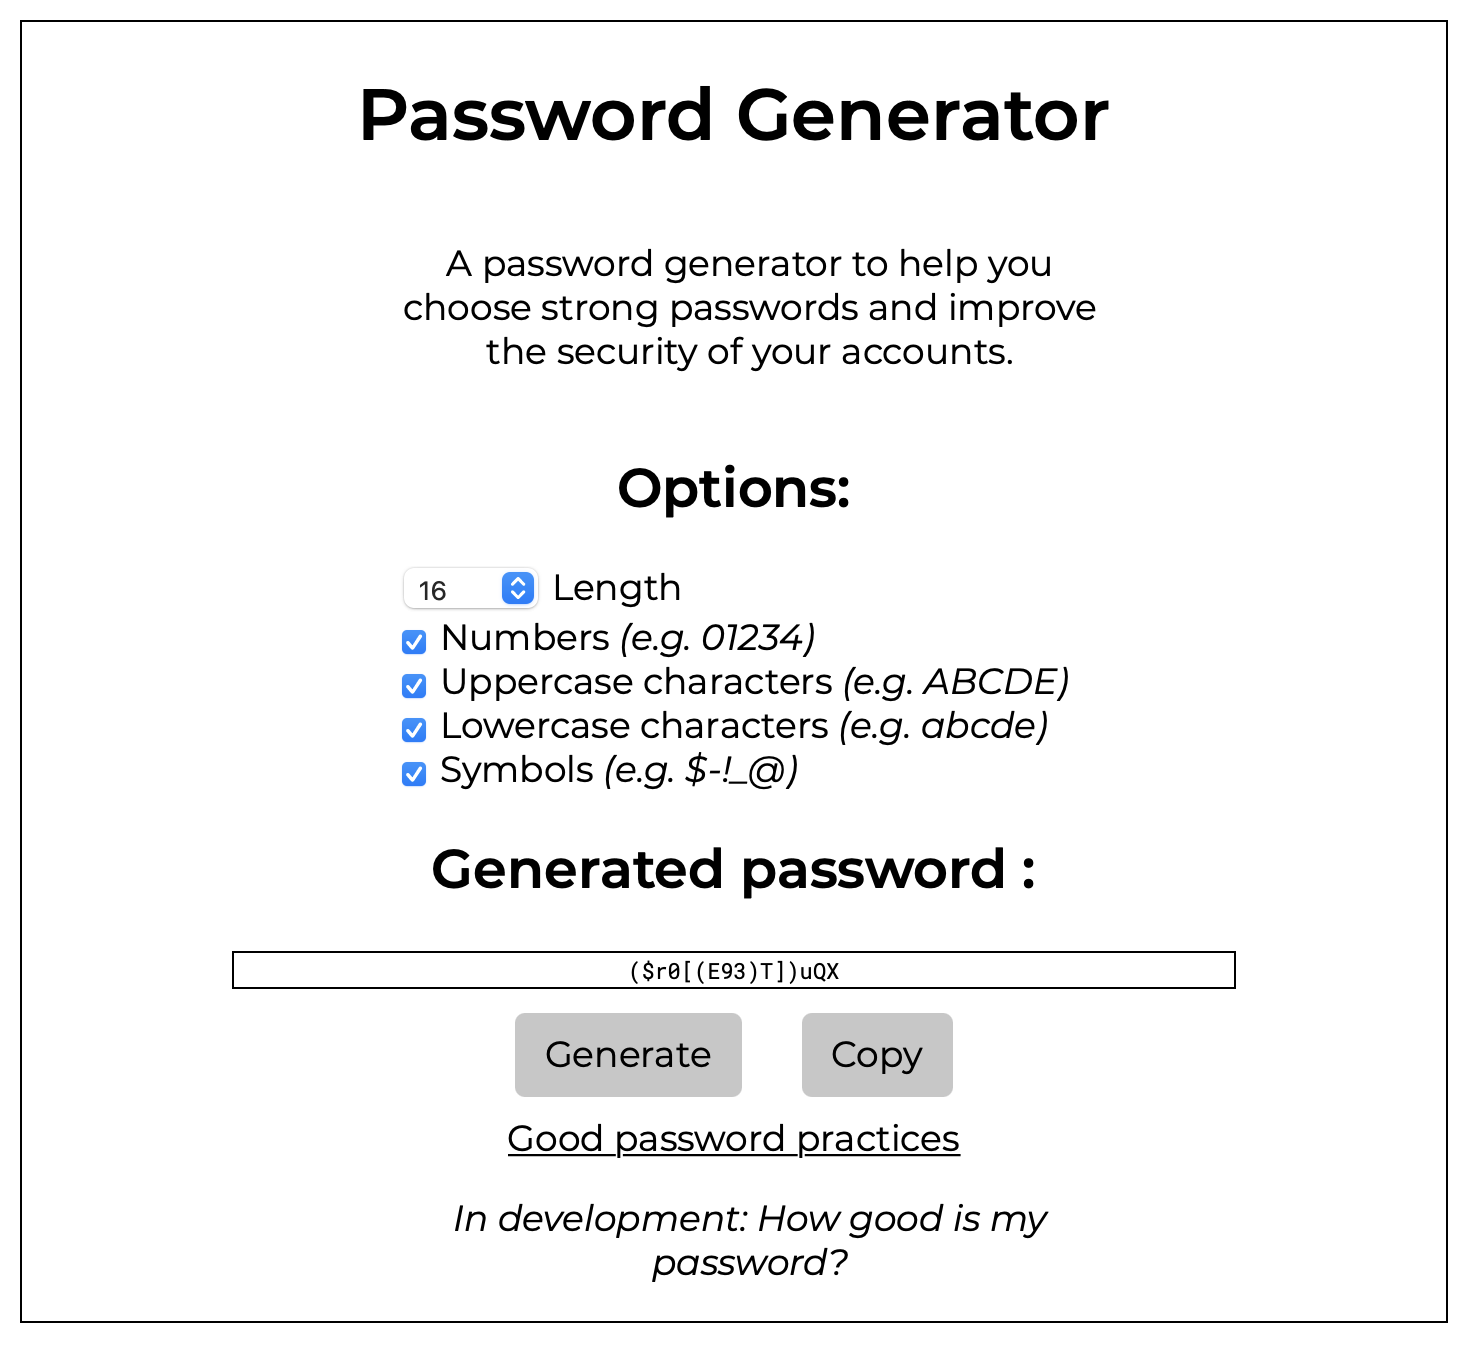 Password Generator
A password generator to help you
choose strong passwords and improve
the security of your accounts.
Options:
16 Length
Numbers (e.g. 01234)
Uppercase characters (e.g. ABCDE)
Lowercase characters (e.g. abcde)
Symbols (e.g. $-!_@)
Generated password :
($r0[(E93)T])uQX
Generate Copy
Good password practices
In development: How good is my
password?